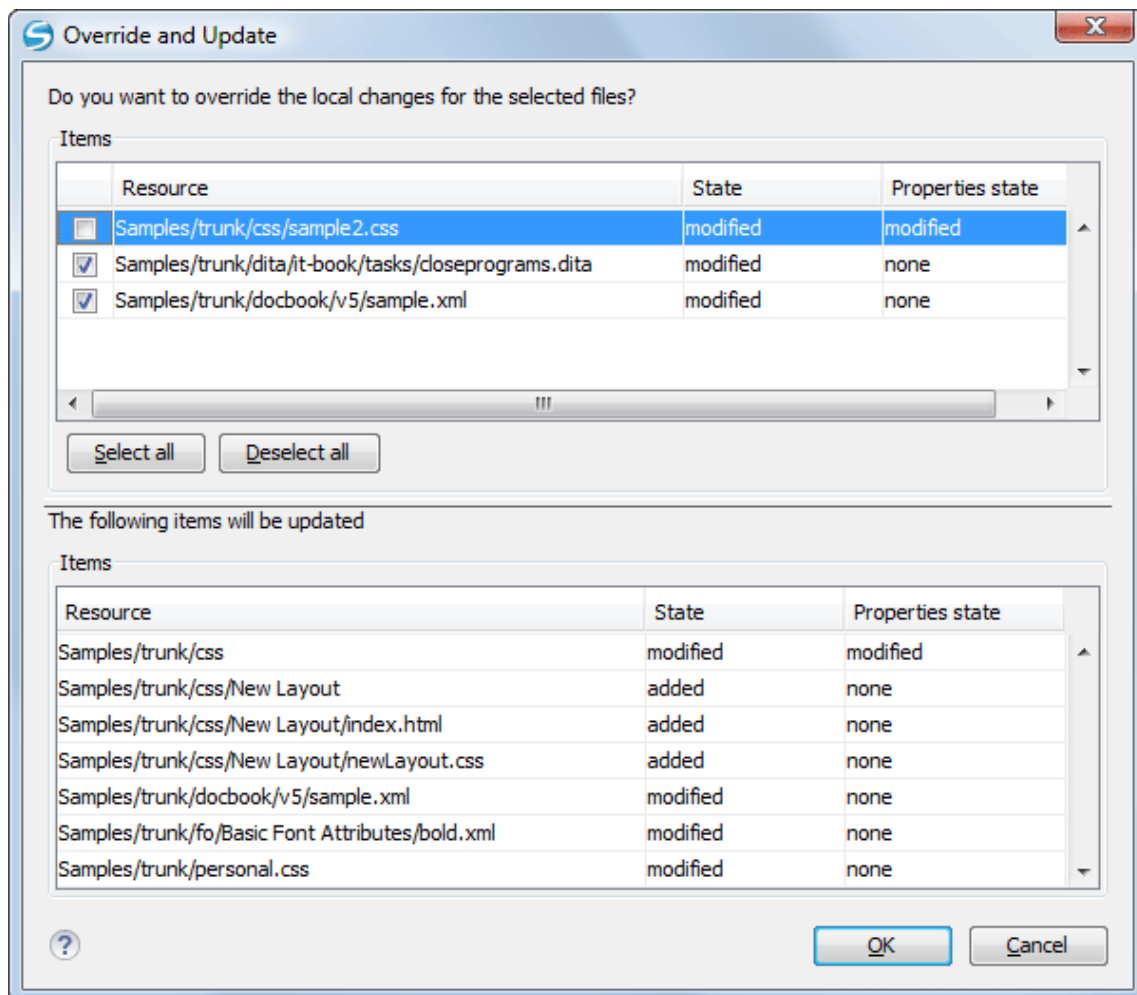 Override and Update
Do you want to override the local changes for the selected files?
Items
Resource State Properties state
Samples/trunk/css/sample2.css modified modified
Samples/trunk/dita/it-book/tasks/closeprograms.dita modified none
Samples/trunk/docbook/v5/sample.xml modified none
Select all Deselect all
The following items will be updated
Items
Resource State Properties state
Samples/trunk/css modified modified
Samples/trunk/css/New Layout added none
Samples/trunk/css/New Layout/index.html added none
Samples/trunk/css/New Layout/newLayout.css added none
Samples/trunk/docbook/v5/sample.xml modified none
Samples/trunk/fo/Basic Font Attributes/bold.xml modified none
Samples/trunk/personal.css modified none
? OK Cancel